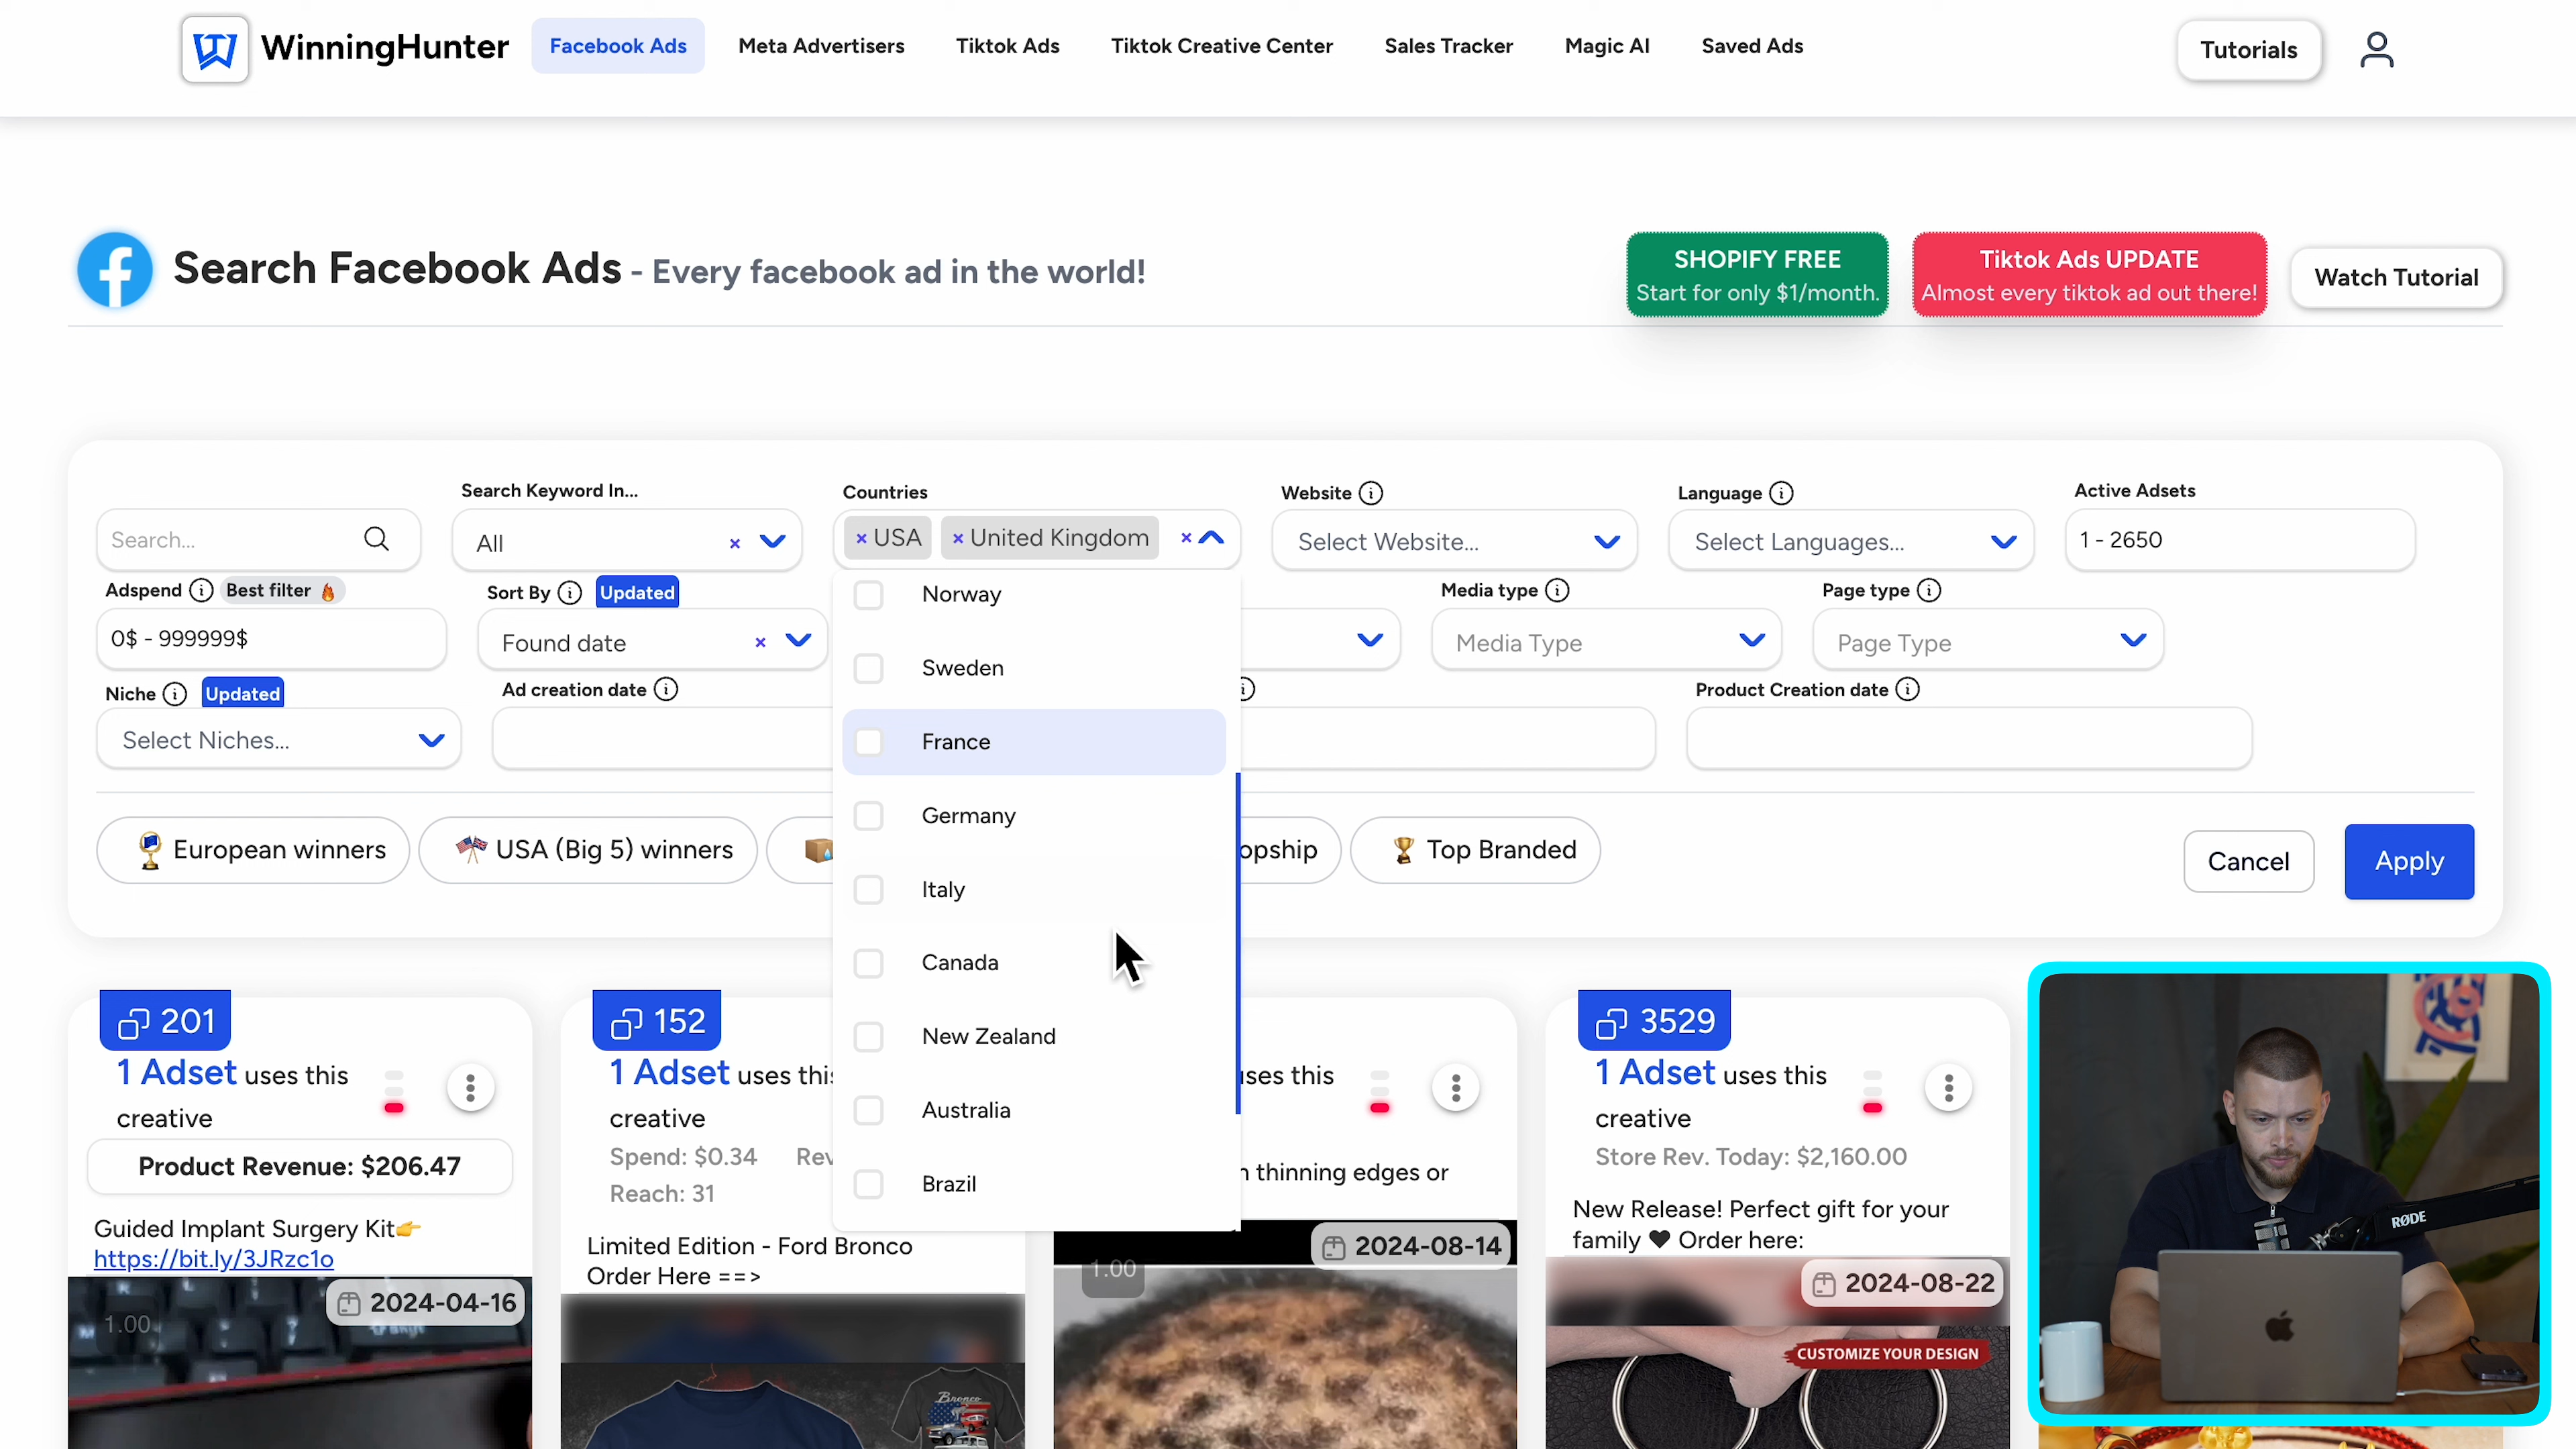 WinningHunter
Facebook Ads
Meta Advertisers
Tiktok Ads
Tiktok Creative Center
Sales Tracker
Magic AI
Saved Ads
Tutorials
Search Facebook Ads - Every facebook ad in the world!
SHOPIFY FREE
Start for only $1/month.
Tiktok Ads UPDATE
Almost every tiktok ad out there!
Watch Tutorial
Search Keyword In...
Countries
Website
Language
Active Adsets
Search...
All
× USA × United Kingdom
Select Website...
Select Languages...
1 - 2650
Adspend
Best filter 🔥
Sort By
Updated
Media type
Page type
0$ - 999999$
Found date
Media Type
Page Type
Niche
Updated
Ad creation date
Product Creation date
Select Niches...
Norway
Sweden
France
Germany
Italy
Canada
New Zealand
Australia
Brazil
European winners
USA (Big 5) winners
opship
Top Branded
Cancel
Apply
201
1 Adset uses this
creative
Product Revenue: $206.47
Guided Implant Surgery Kit👉
https://bit.ly/3JRzc1o
2024-04-16
1.00
152
1 Adset uses this
creative
Spend: $0.34 Rev
Reach: 31
Limited Edition - Ford Bronco
Order Here ==>
Bronco
uses this
n thinning edges or
2024-08-14
1.00
3529
1 Adset uses this
creative
Store Rev. Today: $2,160.00
New Release! Perfect gift for your
family ♥ Order here:
2024-08-22
CUSTOMIZE YOUR DESIGN
RØDE